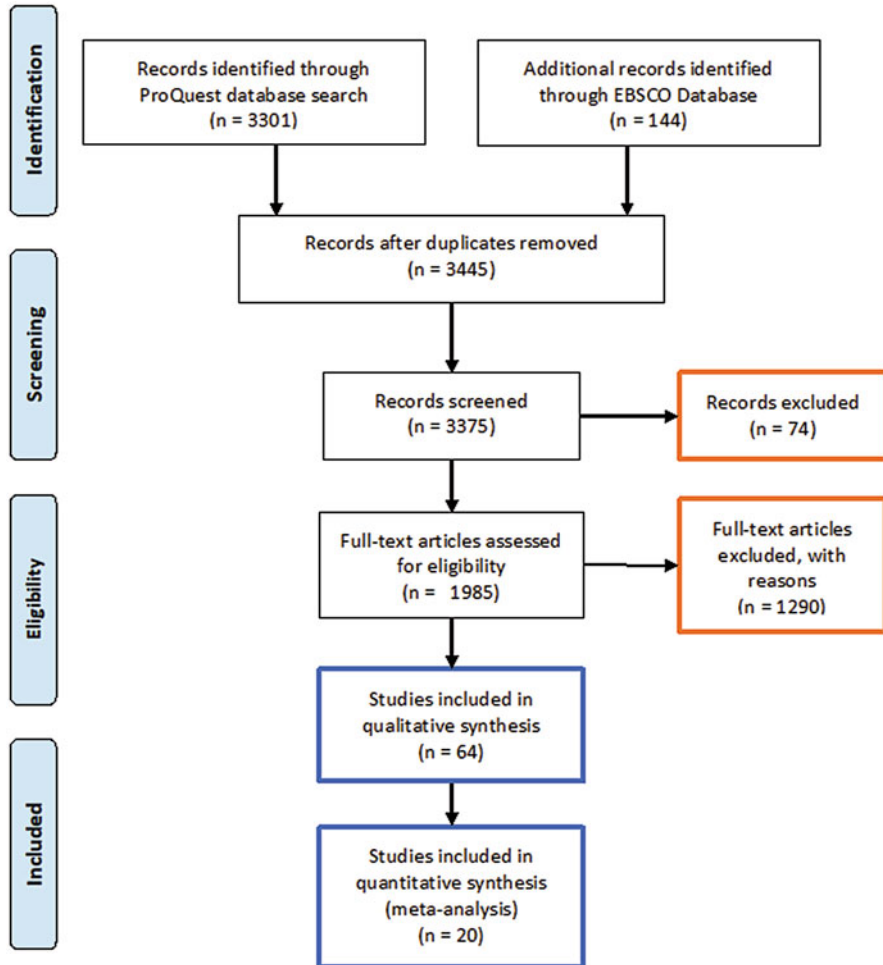 Identification
Records identified through
ProQuest database search
(n = 3301)
Additional records identified
through EBSCO Database
(n = 144)
Records after duplicates removed
(n = 3445)
Screening
Records screened
(n = 3375)
Records excluded
(n = 74)
Eligibility
Full-text articles assessed
for eligibility
(n = 1985)
Full-text articles
excluded, with
reasons
(n = 1290)
Studies included in
qualitative synthesis
(n = 64)
Included
Studies included in
quantitative synthesis
(meta-analysis)
(n = 20)